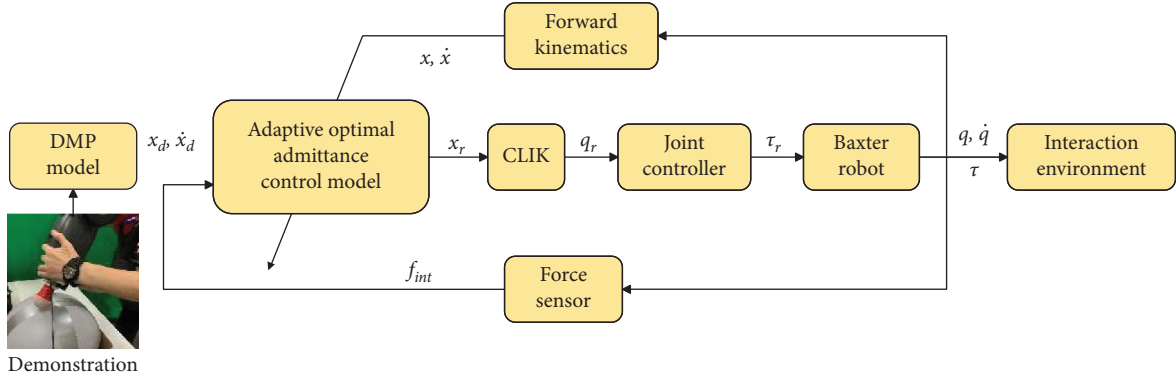 Forward
kinematics
x, ẋ
DMP
model
x_d, ẋ_d
Adaptive optimal
admittance
control model
x_r
CLIK
q_r
Joint
controller
τ_r
Baxter
robot
q, q̇
τ
Interaction
environment
f_int
Force
sensor
Demonstration